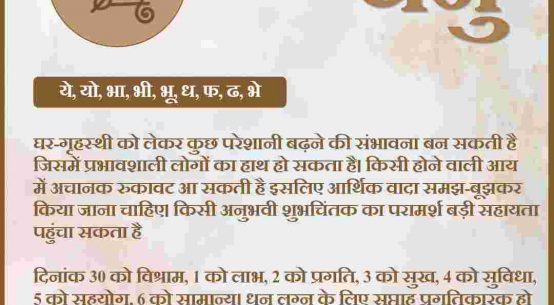 धनु
ये, यो, भा, भी, भू, ध, फ, ढ, भे
घर-गृहस्थी को लेकर कुछ परेशानी बढ़ने की संभावना बन सकती है
जिसमें प्रभावशाली लोगों का हाथ हो सकता है। किसी होने वाली आय
में अचानक रुकावट आ सकती है इसलिए आर्थिक वादा समझ-बूझकर
किया जाना चाहिए। किसी अनुभवी शुभचिंतक का परामर्श बड़ी सहायता
पहुंचा सकता है
दिनांक 30 को विश्राम, 1 को लाभ, 2 को प्रगति, 3 को सुख, 4 को सुविधा,
5 को सहयोग, 6 को सामान्या धनु लग्न के लिए सप्ताह प्रगतिकारक हो